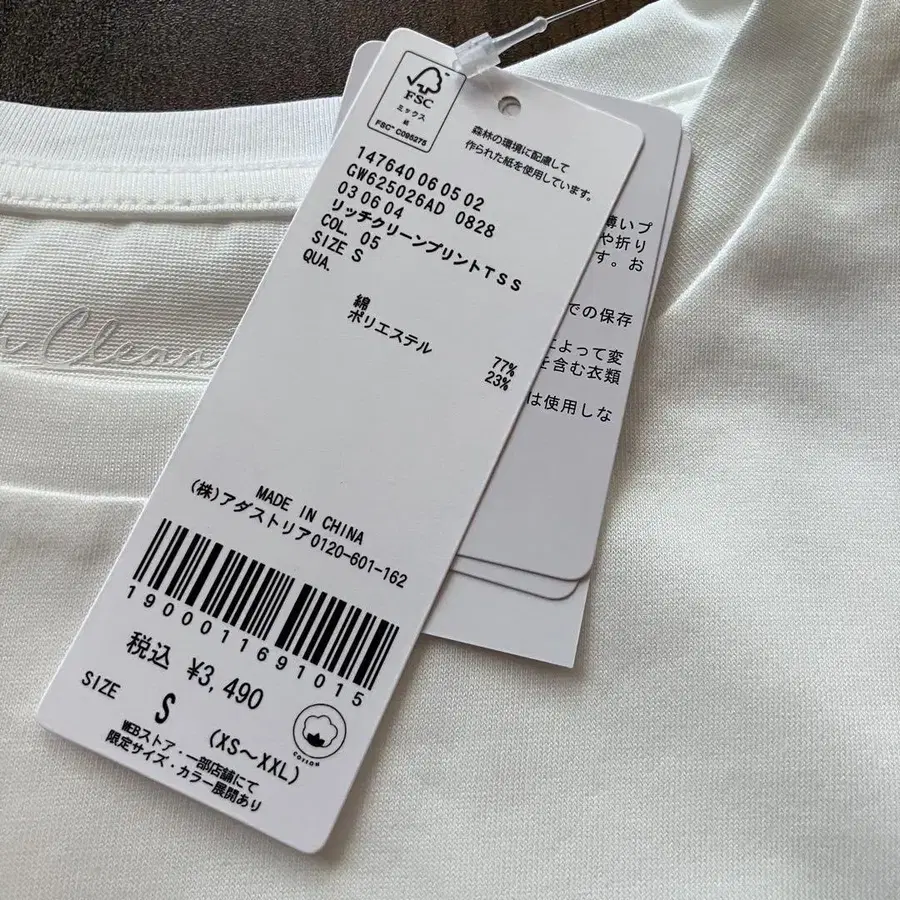 FSC
ミックス
紙
FSC™ C095275
森林の環境に配慮して
作られた紙を使用しています。
147640 06 05 02
GW625026AD 0828
03 06 04
リッチクリーンプリントTSS
COL. 05
SIZE S
QUA.
綿 77%
ポリエステル 23%
MADE IN CHINA
(株)アダストリア0120-601-162
1900011691015
税込 ¥3,490
SIZE S (XS～XXL)
COTTON
WEBストア・一部店舗にて
限定サイズ・カラー展開あり
薄いプ
や折り
す。お
での保存
によって変
を含む衣類
は使用しな